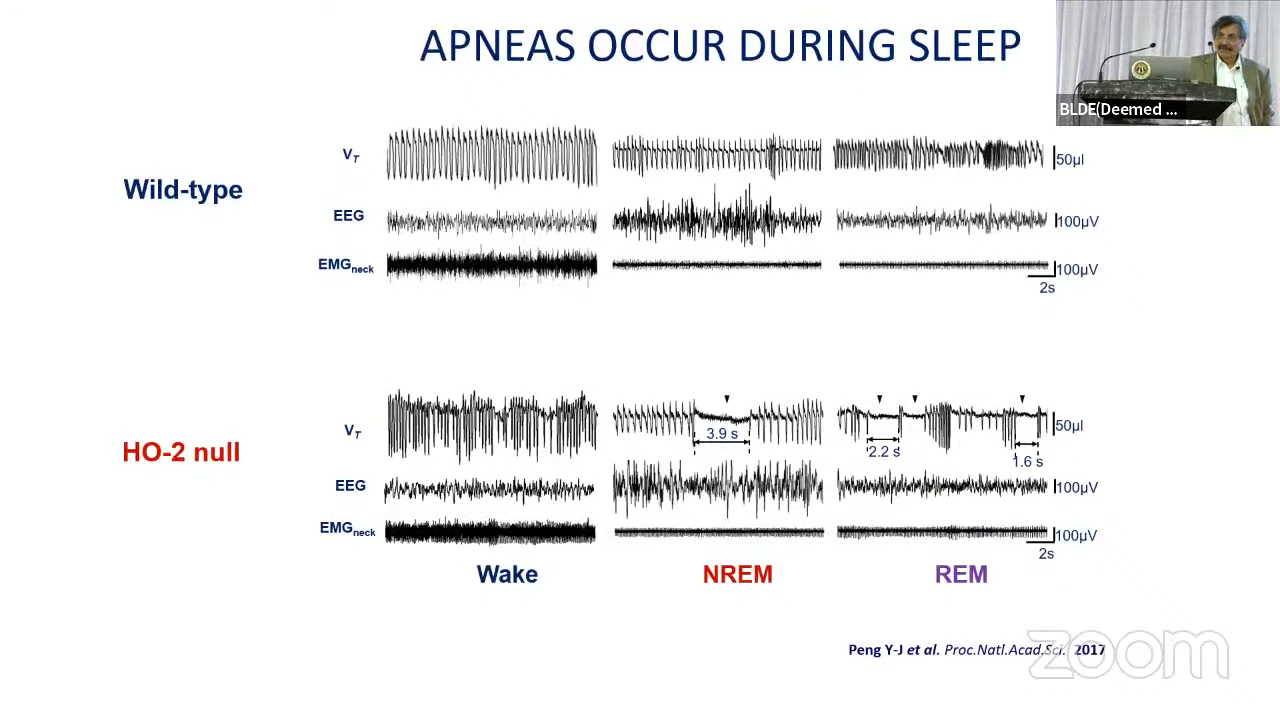 APNEAS OCCUR DURING SLEEP
BLDE(Deemed ...
Wild-type
VT
50µl
EEG
100µV
EMGneck
100µV
2s
HO-2 null
VT
3.9 s
2.2 s
1.6 s
50µl
EEG
100µV
EMGneck
100µV
2s
Wake
NREM
REM
Peng Y-J et al. Proc.Natl.Acad.Sci. 2017
zoom